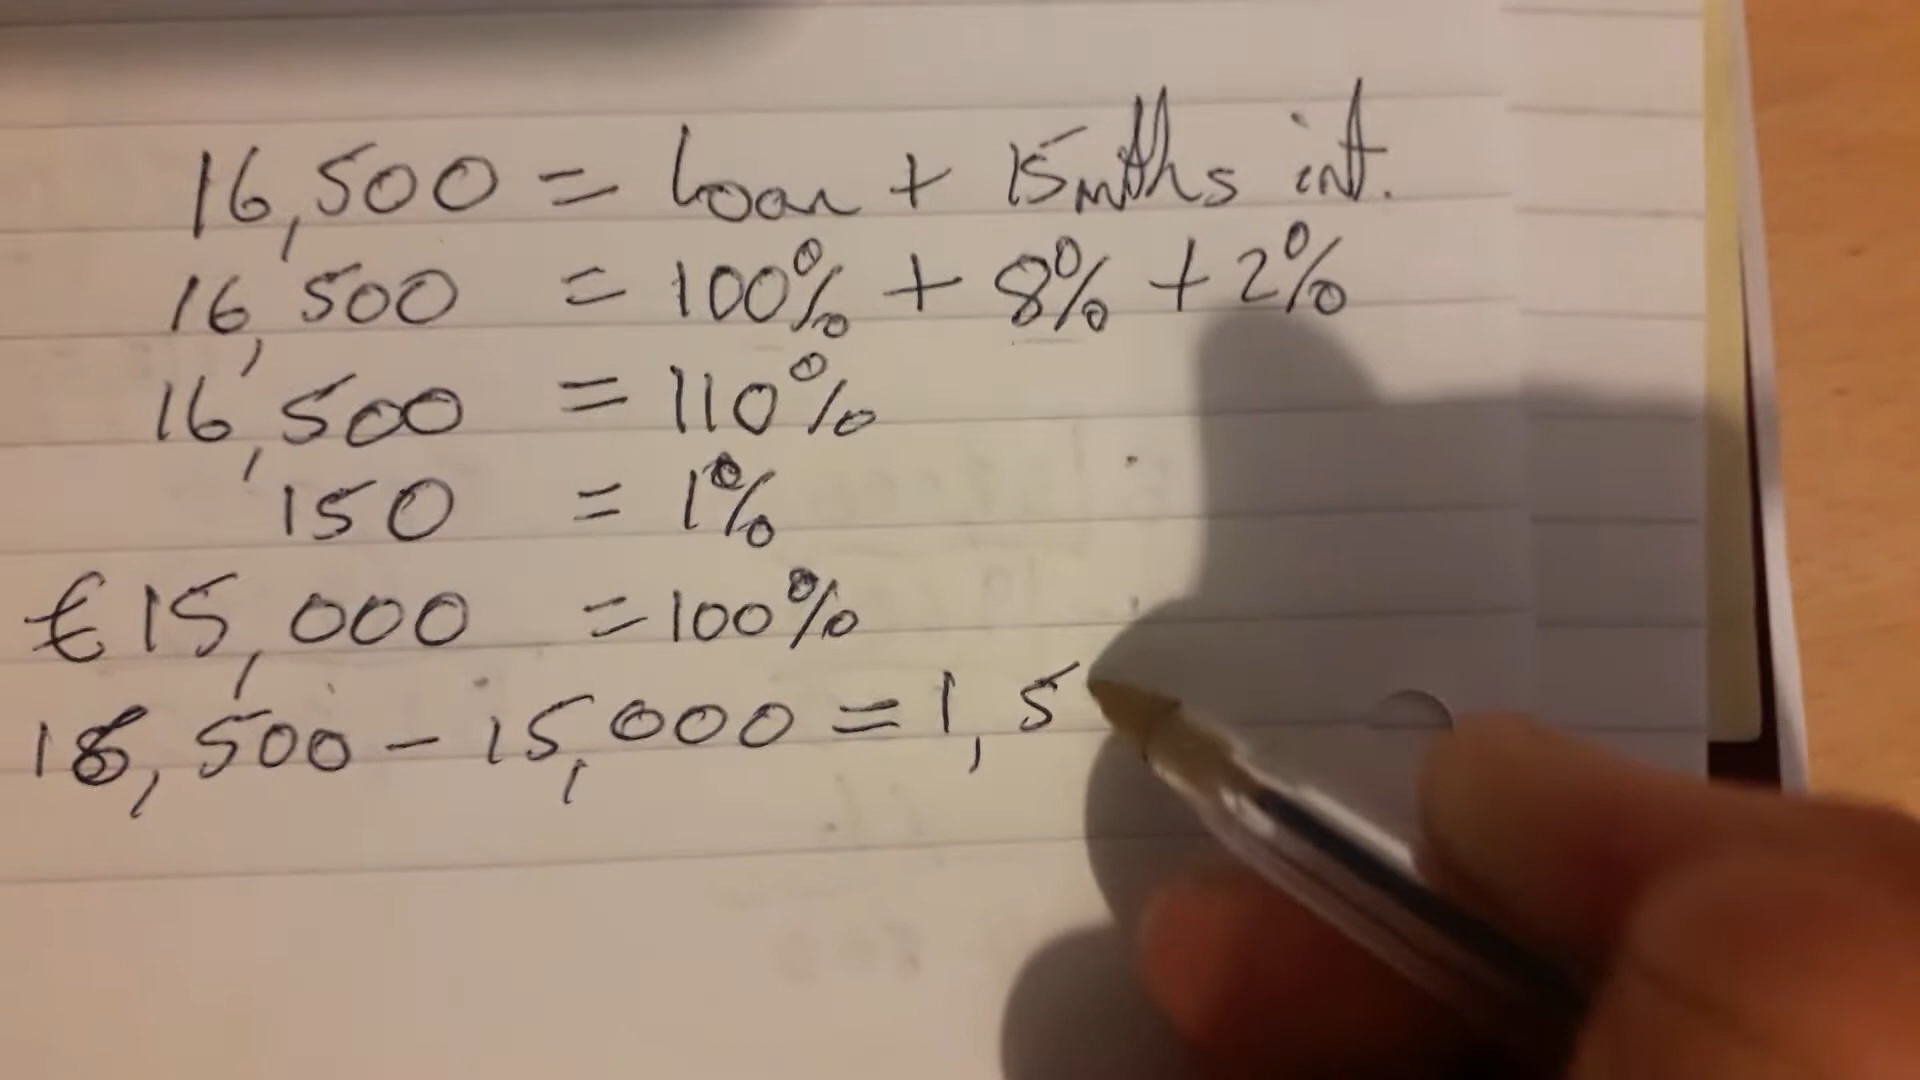 16,500 = Loan + 15mths int.
16,500 = 100% + 8% + 2%
16,500 = 110%
150 = 1%
€15,000 = 100%
16,500 - 15,000 = 1,5